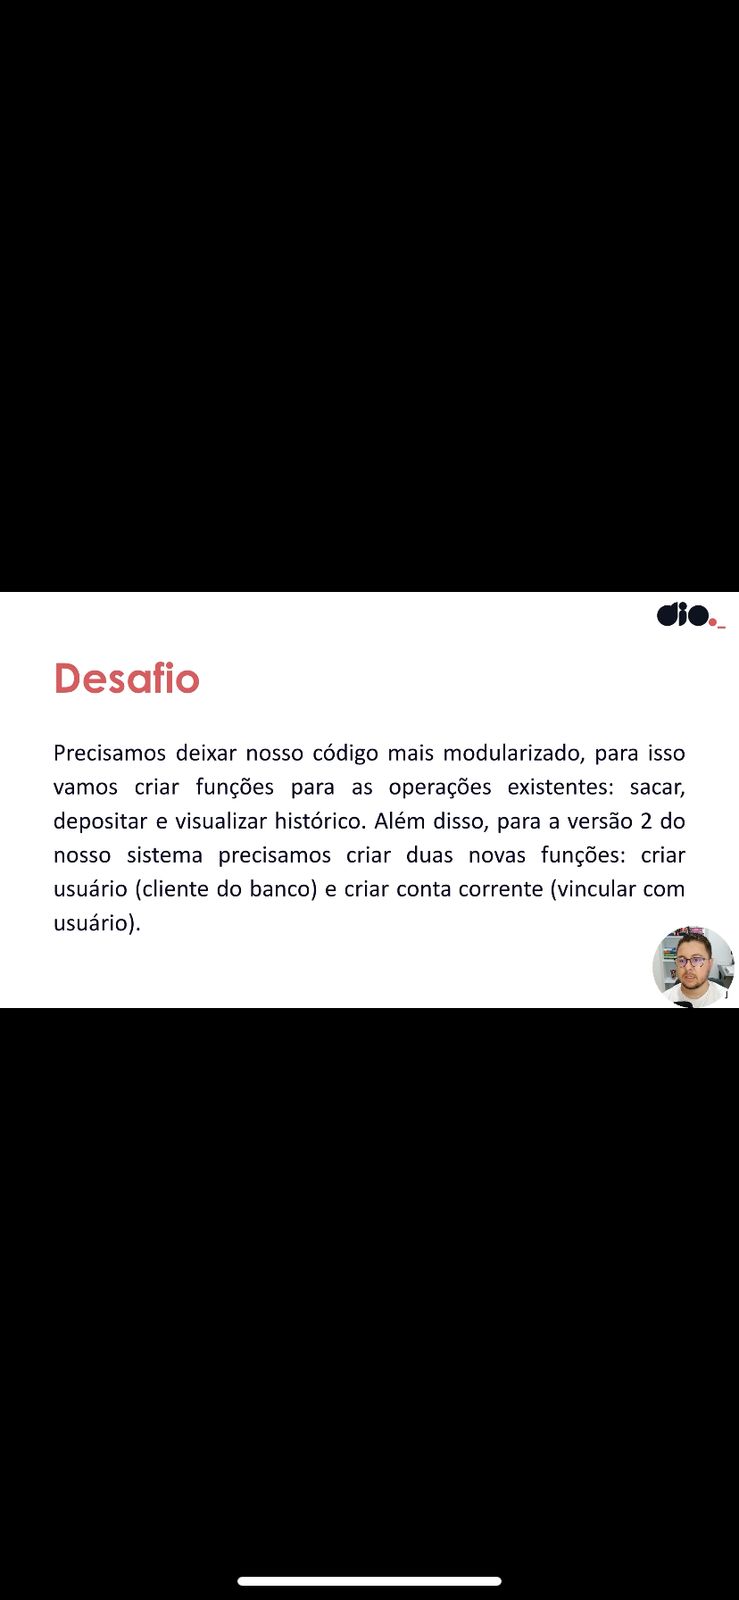 dio._
Desafio
Precisamos deixar nosso código mais modularizado, para isso
vamos criar funções para as operações existentes: sacar,
depositar e visualizar histórico. Além disso, para a versão 2 do
nosso sistema precisamos criar duas novas funções: criar
usuário (cliente do banco) e criar conta corrente (vincular com
usuário).